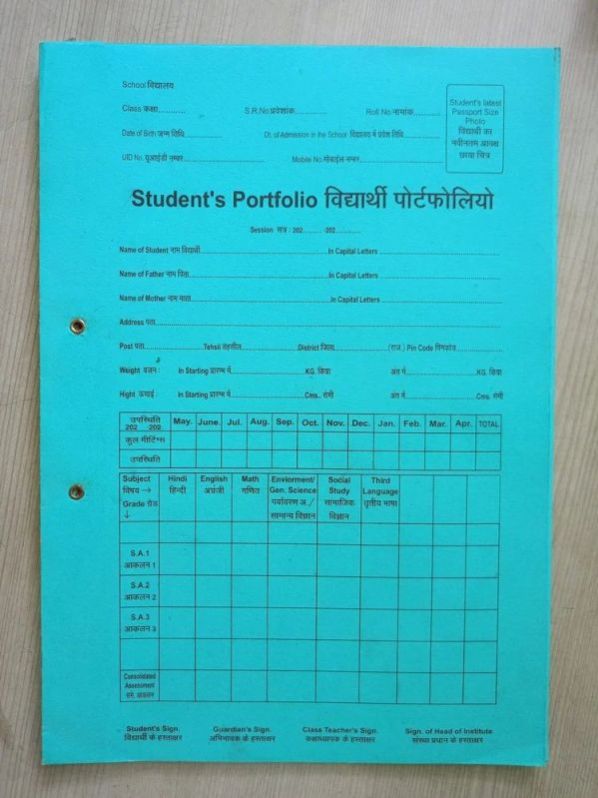 School विद्यालय
Class कक्षा............ S.R.No प्रवेशांक.............. Roll No नामांक............
Date of Birth जन्म तिथि............ Dt. of Admission in the School विद्यालय में प्रवेश तिथि............
UID No. यूआईडी नम्बर............ Mobile No. मोबाईल नम्बर............
Student's latest
Passport Size
Photo
विद्यार्थी का
नवीनतम
छाया चित्र
Student's Portfolio विद्यार्थी पोर्टफोलियो
Session सत्र : 202......... -202............
Name of Student नाम विद्यार्थी............ In Capital Letters............
Name of Father नाम पिता............ In Capital Letters............
Name of Mother नाम माता............ In Capital Letters............
Address पता............
Post पता............ Tehsil तहसील............ District जिला............ (राज.) Pin Code पिनकोड............
Weight वजन : In Starting प्रारम्भ में............ KG. किग्रा अंत में............ KG. किग्रा
Hight ऊंचाई : In Starting प्रारम्भ में............ Cms. सेमी अंत में............ Cms. सेमी
उपस्थिति
202 202 May. June. Jul. Aug. Sep. Oct. Nov. Dec. Jan. Feb. Mar. Apr. TOTAL
कुल मीटिंग्स
उपस्थिति
Subject Hindi English Math Enviorment/ Social Third
विषय → हिन्दी अग्रंजी गणित Gen. Science Study Language
Grade ग्रेड पर्यावरण अ./ सामाजिक तृतीय भाषा
↓ सामान्य विज्ञान विज्ञान
S.A.1
आकलन 1
S.A.2
आकलन 2
S.A.3
आकलन 3
Consolidated
Assessment
आकलन
Student's Sign. Guardian's Sign. Class Teacher's Sign. Sign. of Head of Institute
विद्यार्थी के हस्ताक्षर अभिभावक के हस्ताक्षर कक्षाध्यापक के हस्ताक्षर संस्था प्रधान के हस्ताक्षर